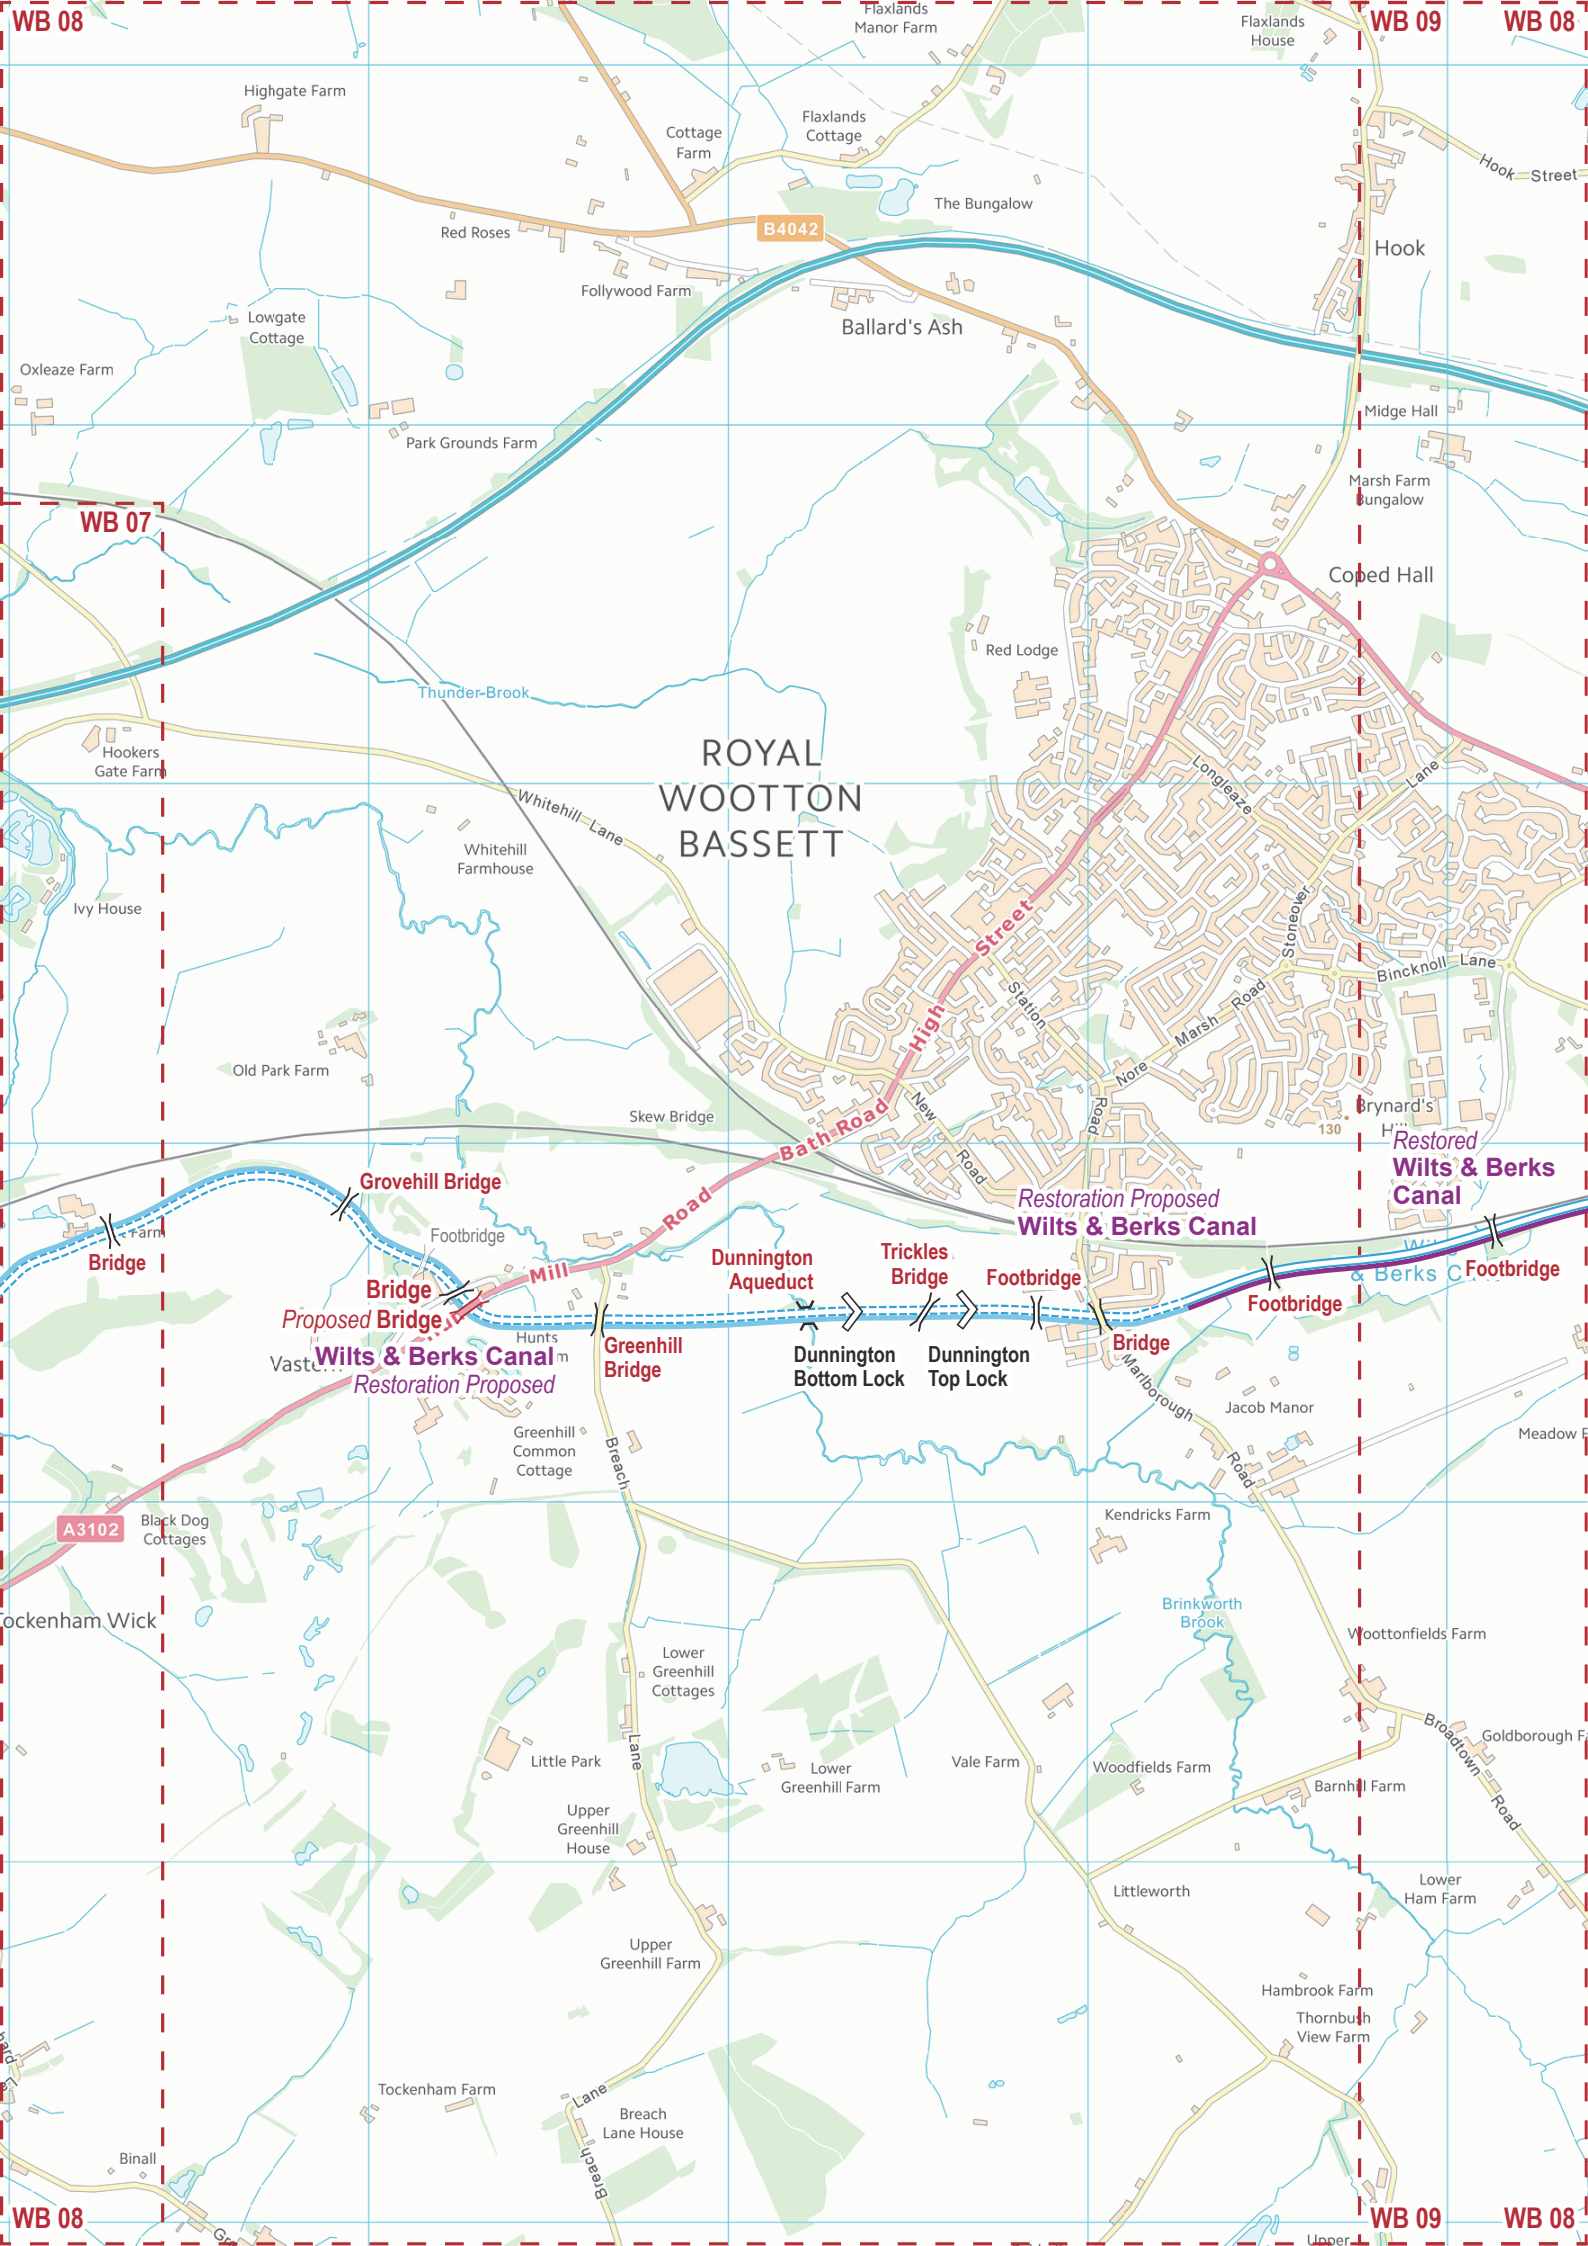 WB 08
WB 09
WB 08
Flaxlands
Manor Farm
Flaxlands
House
Highgate Farm
Flaxlands
Cottage
Cottage
Farm
Hook Street
The Bungalow
Red Roses
B4042
Hook
Follywood Farm
Ballard's Ash
Lowgate
Cottage
Oxleaze Farm
Midge Hall
Park Grounds Farm
Marsh Farm
Bungalow
WB 07
Coped Hall
Red Lodge
Thunder Brook
Hookers
Gate Farm
ROYAL
WOOTTON
BASSETT
Longleaze
Lane
Whitehill Lane
Whitehill
Farmhouse
Ivy House
Stoneover
High Street
Bincknoll Lane
Station
Road
Nore Marsh Road
Old Park Farm
Skew Bridge
New
Road
Bath Road
Brynard's
Hill
130
Restored
Wilts & Berks
Canal
Grovehill Bridge
Restoration Proposed
Wilts & Berks Canal
Footbridge
Farm
Bridge
Mill Road
Dunnington
Aqueduct
Trickles
Bridge
Footbridge
Wilts
& Berks C
Footbridge
Footbridge
Bridge
Proposed Bridge
Hunts
m
Greenhill
Bridge
Bridge
Vaster
Wilts & Berks Canal
Restoration Proposed
Dunnington
Bottom Lock
Dunnington
Top Lock
Marlborough
Road
Jacob Manor
Meadow F
Greenhill
Common
Cottage
Breach
Kendricks Farm
A3102
Black Dog
Cottages
Brinkworth
Brook
ockenham Wick
Woottonfields Farm
Lower
Greenhill
Cottages
Lane
Little Park
Lower
Greenhill Farm
Vale Farm
Woodfields Farm
Broadtown
Road
Goldborough F
Barnhill Farm
Upper
Greenhill
House
Littleworth
Lower
Ham Farm
Upper
Greenhill Farm
Hambrook Farm
Thornbush
View Farm
Tockenham Farm
Lane
Breach
Lane House
Breach
Binall
WB 08
Gr
WB 09
WB 08
Upper